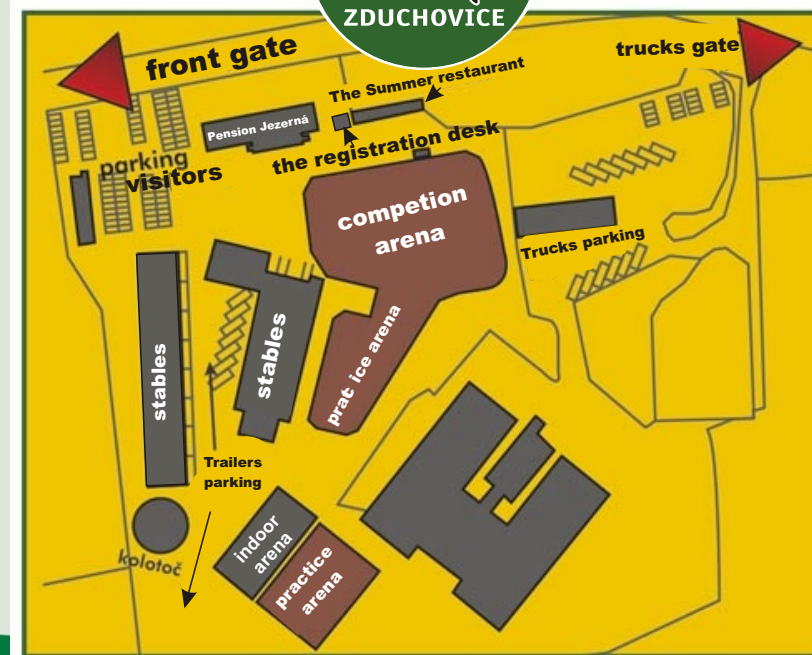 ZDUCHOVICE
front gate
trucks gate
The Summer restaurant
Pension Jezerná
the registration desk
parking
visitors
competion
arena
Trucks parking
stables
stables
prat ice arena
Trailers
parking
kolotoč
indoor
arena
practice
arena